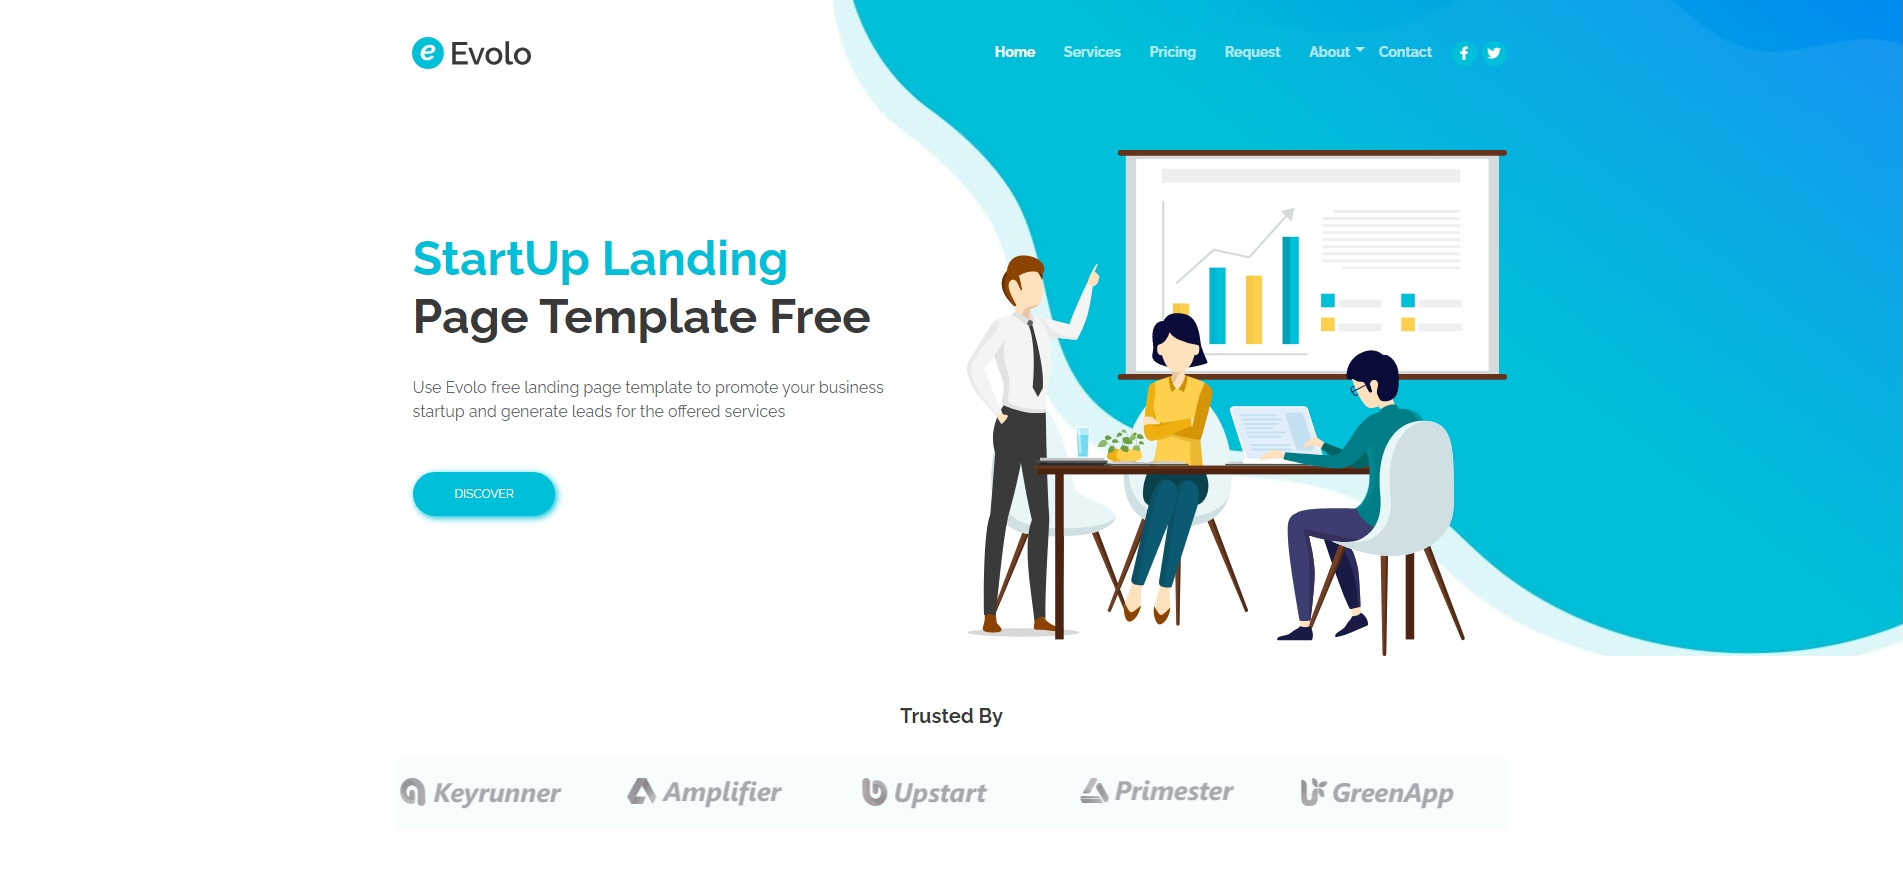 Evolo
Home Services Pricing Request About Contact
StartUp Landing
Page Template Free
Use Evolo free landing page template to promote your business
startup and generate leads for the offered services
DISCOVER
Trusted By
Keyrunner Amplifier Upstart Primester GreenApp